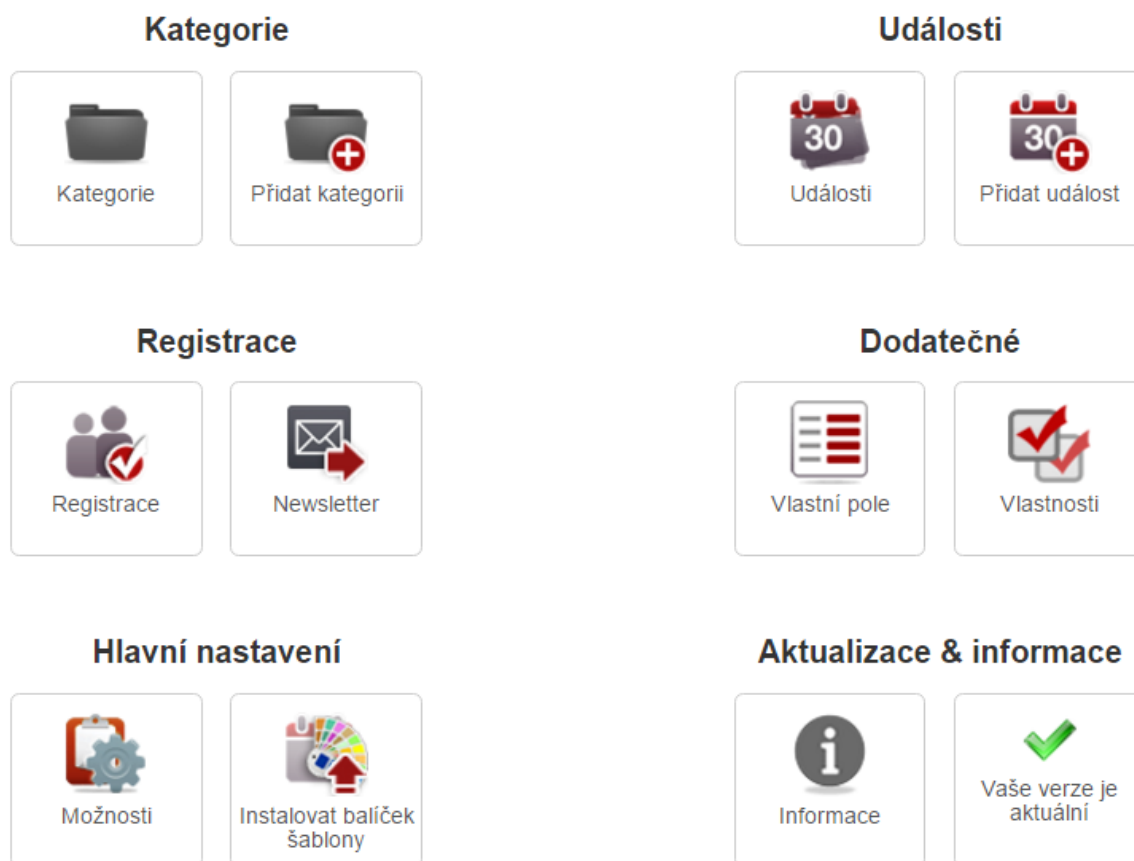 Kategorie
Události
30
30
Kategorie
Přidat kategorii
Události
Přidat událost
Registrace
Dodatečné
Registrace
Newsletter
Vlastní pole
Vlastnosti
Hlavní nastavení
Aktualizace & informace
Možnosti
Instalovat balíček
šablony
Informace
Vaše verze je
aktuální